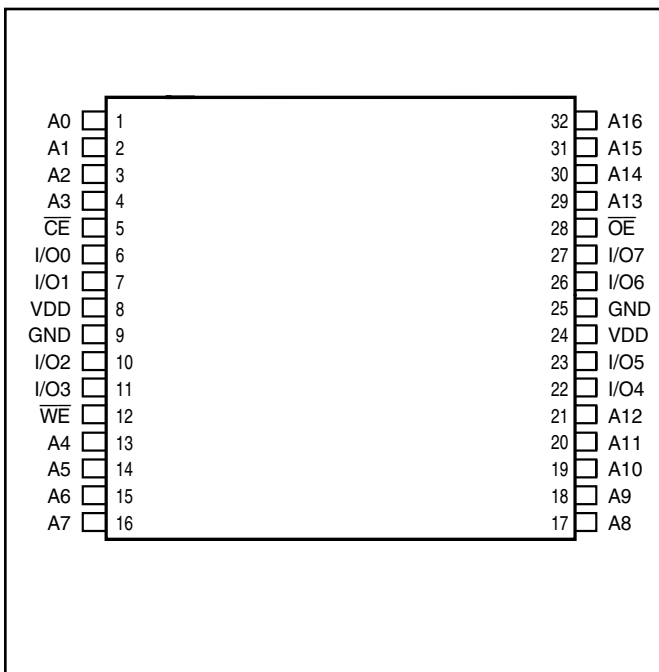 A0 1 32 A16
A1 2 31 A15
A2 3 30 A14
A3 4 29 A13
C̅E̅ 5 28 O̅E̅
I/O0 6 27 I/O7
I/O1 7 26 I/O6
VDD 8 25 GND
GND 9 24 VDD
I/O2 10 23 I/O5
I/O3 11 22 I/O4
W̅E̅ 12 21 A12
A4 13 20 A11
A5 14 19 A10
A6 15 18 A9
A7 16 17 A8